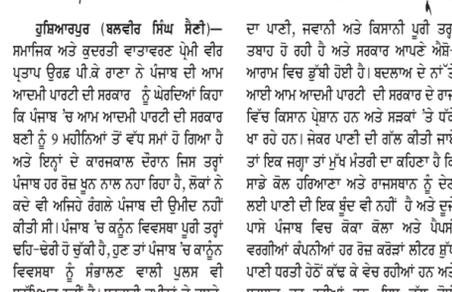 ਹੁਸ਼ਿਆਰਪੁਰ (ਬਲਵੀਰ ਸਿੰਘ ਸੈਣੀ)—
ਸਮਾਜਿਕ ਅਤੇ ਕੁਦਰਤੀ ਵਾਤਾਵਰਣ ਪ੍ਰੇਮੀ ਵੀਰ
ਪ੍ਰਤਾਪ ਉਰਫ਼ ਪੀ.ਕੇ ਰਾਣਾ ਨੇ ਪੰਜਾਬ ਦੀ ਆਮ
ਆਦਮੀ ਪਾਰਟੀ ਦੀ ਸਰਕਾਰ ਨੂੰ ਘੇਰਦਿਆਂ ਕਿਹਾ
ਕਿ ਪੰਜਾਬ 'ਚ ਆਮ ਆਦਮੀ ਪਾਰਟੀ ਦੀ ਸਰਕਾਰ
ਬਣੀ ਨੂੰ 9 ਮਹੀਨਿਆਂ ਤੋਂ ਵੱਧ ਸਮਾਂ ਹੋ ਗਿਆ ਹੈ
ਅਤੇ ਇਨ੍ਹਾਂ ਦੇ ਕਾਰਜਕਾਲ ਦੌਰਾਨ ਜਿਸ ਤਰ੍ਹਾਂ
ਪੰਜਾਬ ਹਰ ਰੋਜ਼ ਖੂਨ ਨਾਲ ਨਹਾ ਰਿਹਾ ਹੈ, ਲੋਕਾਂ ਨੇ
ਕਦੇ ਵੀ ਅਜਿਹੇ ਰੰਗਲੇ ਪੰਜਾਬ ਦੀ ਉਮੀਦ ਨਹੀਂ
ਕੀਤੀ ਸੀ। ਪੰਜਾਬ 'ਚ ਕਨੂੰਨ ਵਿਵਸਥਾ ਪੂਰੀ ਤਰ੍ਹਾਂ
ਢਹਿ-ਢੇਰੀ ਹੋ ਚੁੱਕੀ ਹੈ, ਹੁਣ ਤਾਂ ਪੰਜਾਬ 'ਚ ਕਾਨੂੰਨ
ਵਿਵਸਥਾ ਨੂੰ ਸੰਭਾਲਣ ਵਾਲੀ ਪੁਲਸ ਵੀ
ਦਾ ਪਾਣੀ, ਜਵਾਨੀ ਅਤੇ ਕਿਸਾਨੀ ਪੂਰੀ ਤਰ੍ਹਾਂ
ਤਬਾਹ ਹੋ ਰਹੀ ਹੈ ਅਤੇ ਸਰਕਾਰ ਆਪਣੇ ਐਸ਼ੋ-
ਆਰਾਮ ਵਿਚ ਡੁੱਬੀ ਹੋਈ ਹੈ। ਬਦਲਾਅ ਦੇ ਨਾਂ 'ਤੇ
ਆਈ ਆਮ ਆਦਮੀ ਪਾਰਟੀ ਦੀ ਸਰਕਾਰ ਦੇ ਰਾਜ
ਵਿੱਚ ਕਿਸਾਨ ਪ੍ਰੇਸ਼ਾਨ ਹਨ ਅਤੇ ਸੜਕਾਂ 'ਤੇ ਧੱਕੇ
ਖਾ ਰਹੇ ਹਨ। ਜੇਕਰ ਪਾਣੀ ਦੀ ਗੱਲ ਕੀਤੀ ਜਾਵੇ
ਤਾਂ ਇਕ ਜਗ੍ਹਾ ਤਾਂ ਮੁੱਖ ਮੰਤਰੀ ਦਾ ਕਹਿਣਾ ਹੈ ਕਿ
ਸਾਡੇ ਕੋਲ ਹਰਿਆਣਾ ਅਤੇ ਰਾਜਸਥਾਨ ਨੂੰ ਦੇਣ
ਲਈ ਪਾਣੀ ਦੀ ਇਕ ਬੂੰਦ ਵੀ ਨਹੀਂ ਹੈ ਅਤੇ ਦੂਜੇ
ਪਾਸੇ ਪੰਜਾਬ ਵਿਚ ਕੋਕਾ ਕੋਲਾ ਅਤੇ ਪੈਪਸੀ
ਵਰਗੀਆਂ ਕੰਪਨੀਆਂ ਹਰ ਰੋਜ਼ ਕਰੋੜਾਂ ਲੀਟਰ ਸ਼ੁੱਧ
ਪਾਣੀ ਧਰਤੀ ਹੇਠੋਂ ਕੱਢ ਕੇ ਵੇਚ ਰਹੀਆਂ ਹਨ ਅਤੇ